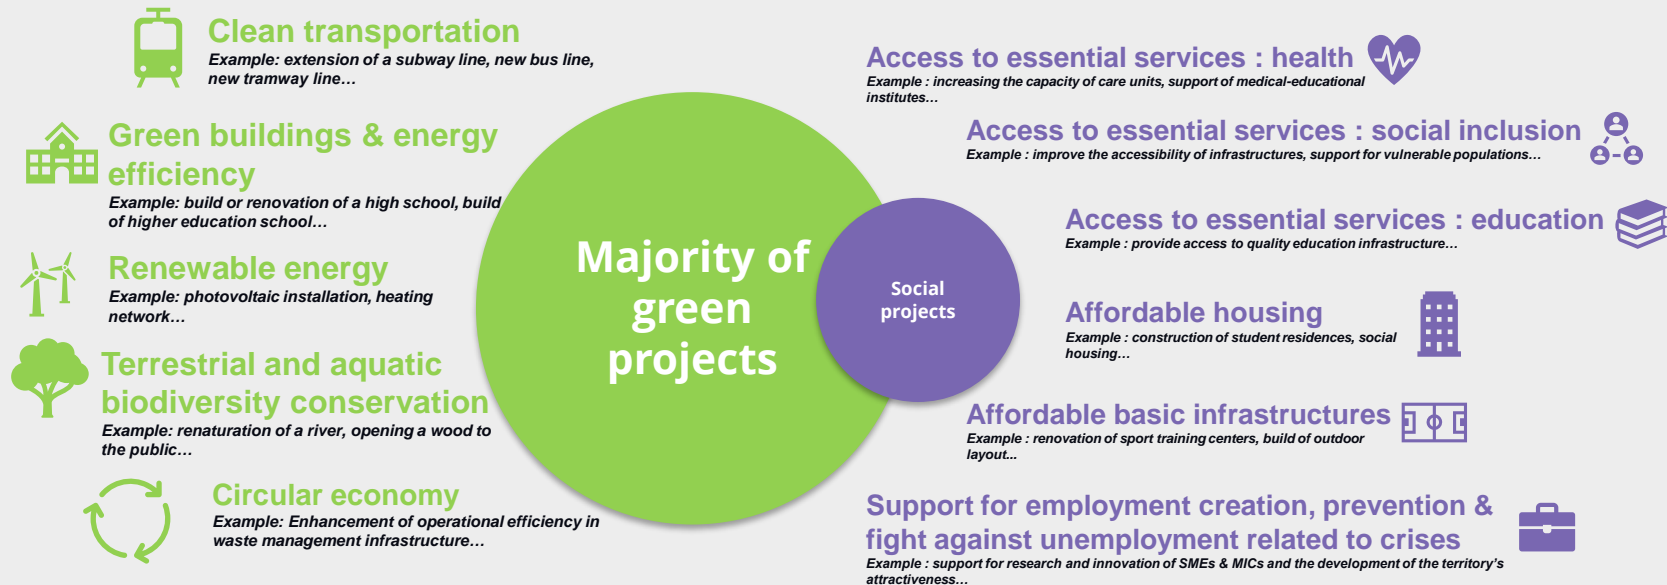 Clean transportation
Example: extension of a subway line, new bus line,
new tramway line…
Green buildings & energy
efficiency
Example: build or renovation of a high school, build
of higher education school…
Renewable energy
Example: photovoltaic installation, heating
network…
Terrestrial and aquatic
biodiversity conservation
Example: renaturation of a river, opening a wood to
the public…
Circular economy
Example: Enhancement of operational efficiency in
waste management infrastructure…
Majority of
green
projects
Social
projects
Access to essential services : health
Example : increasing the capacity of care units, support of medical-educational
institutes…
Access to essential services : social inclusion
Example : improve the accessibility of infrastructures, support for vulnerable populations…
Access to essential services : education
Example : provide access to quality education infrastructure…
Affordable housing
Example : construction of student residences, social
housing…
Affordable basic infrastructures
Example : renovation of sport training centers, build of outdoor
layout...
Support for employment creation, prevention &
fight against unemployment related to crises
Example : support for research and innovation of SMEs & MICs and the development of the territory’s
attractiveness…